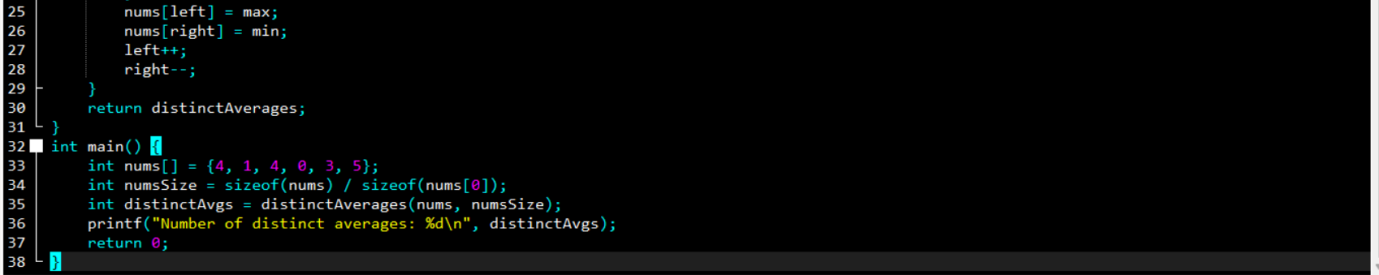 25 nums[left] = max;
26 nums[right] = min;
27 left++;
28 right--;
29 }
30 return distinctAverages;
31 }
32 int main() {
33 int nums[] = {4, 1, 4, 0, 3, 5};
34 int numsSize = sizeof(nums) / sizeof(nums[0]);
35 int distinctAvgs = distinctAverages(nums, numsSize);
36 printf("Number of distinct averages: %d\n", distinctAvgs);
37 return 0;
38 }